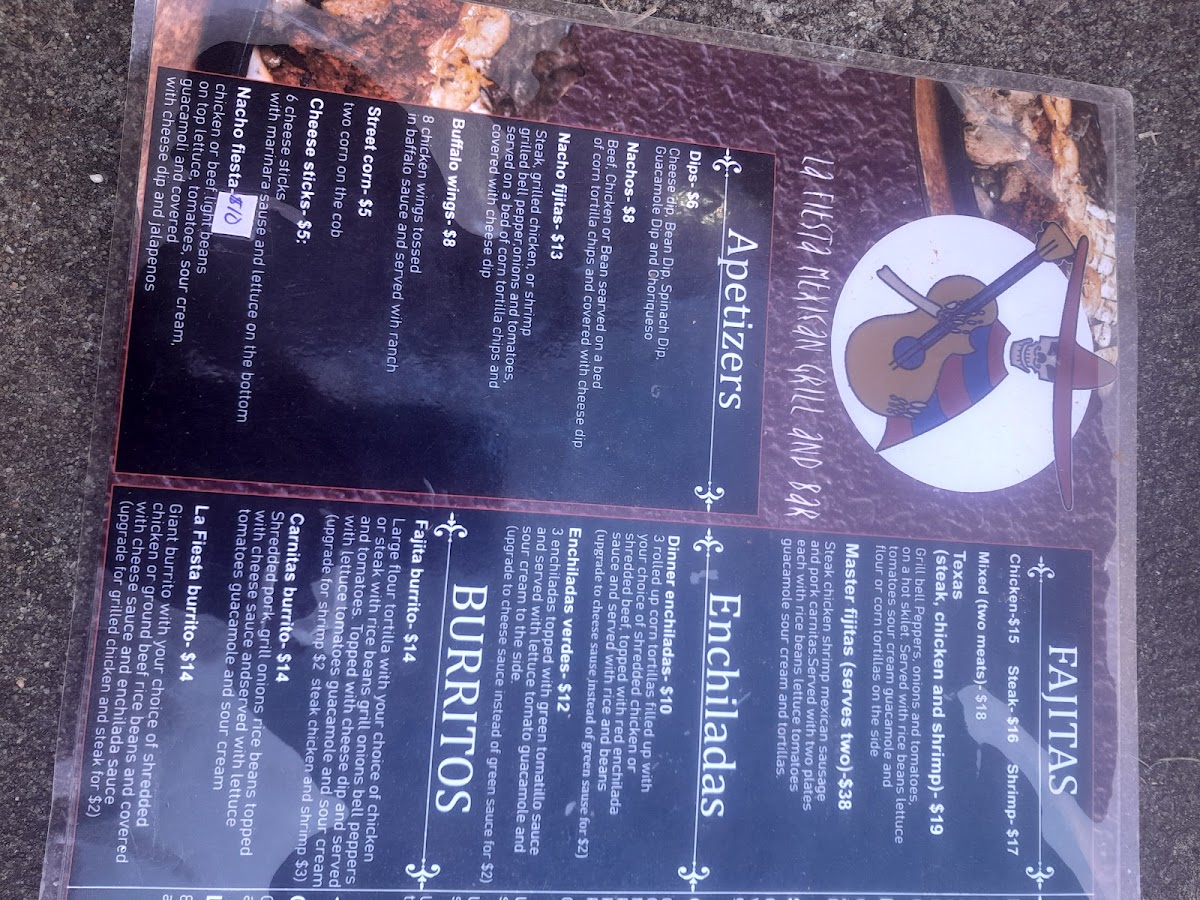 LA FIESTA MEXICAN GRILL AND BAR
Apetizers
Dips- $6
Cheese dip, Bean Dip, Spinach Dip,
Guacamole Dip and Choriqueso
Nachos- $8
Beef, Chicken or Bean searved on a bed
of corn tortilla chips and covered with cheese dip
Nacho fijitas- $13
Steak, grilled chicken, or shrimp
grilled bell pepper,onions and tomatoes,
served on a bed of corn tortilla chips and
covered with cheese dip
Buffalo wings- $8
8 chicken wings tossed
in baffalo sauce and served wih ranch
Street corn- $5
two corn on the cob
Cheese sticks- $5:
6 cheese sticks
with marinara sause and lettuce on the bottom
Nacho fiesta- $10
chicken or beef,light beans
on top lettuce, tomatoes, sour cream,
guacamoli and covered
with cheese dip and jalapenos
FAJITAS
Chicken-$15 Steak- $16 Shrimp- $17
Mixed (two meats)- $18
Texas
(steak, chicken and shrimp)- $19
Grill bell Peppers, onions and tomatoes,
on a hot skilet. Served with rice beans lettuce
tomatoes sour cream guacamole and
flour or corn tortillas on the side
Master fijitas (serves two)-$38
Steak chicken shrimp mexican sausage
and pork carnitas.Served with two plates
each with rice beans lettuce tomatoes
guacamole sour cream and tortillas.
Enchiladas
Dinner enchiladas- $10
3 rolled up corn tortillas filled up with
your choice of shredded chicken or
shredded beef, topped with red enchilada
sauce and served with rice and beans
(upgrade to cheese sauce instead of green sause for $2)
Enchiladas verdes- $12
3 enchiladas topped with green tomatillo sauce
and served with lettuce tomato guacamole and
sour cream to the side.
(upgrade to cheese sauce instead of green sauce for $2)
BURRITOS
Fajita burrito- $14
Large flour tortilla with your choice of chicken
or steak with rice beans grill onions bell peppers
and tomatoes. Topped with cheese dip and served
with lettuce tomatoes guacamole and sour cream
(upgrade for shrimp $2 steak chicken and shrimp $3)
Carnitas burrito- $14
Shredded pork, grill onions rice beans topped
with cheese sauce andserved with lettuce
tomatoes guacamole and sour cream
La Fiesta burrito- $14
Giant burrito with your choice of shredded
chicken or ground beef rice beans and covered
with cheese sauce and enchilada sauce
(upgrade for grilled chicken and steak for $2)